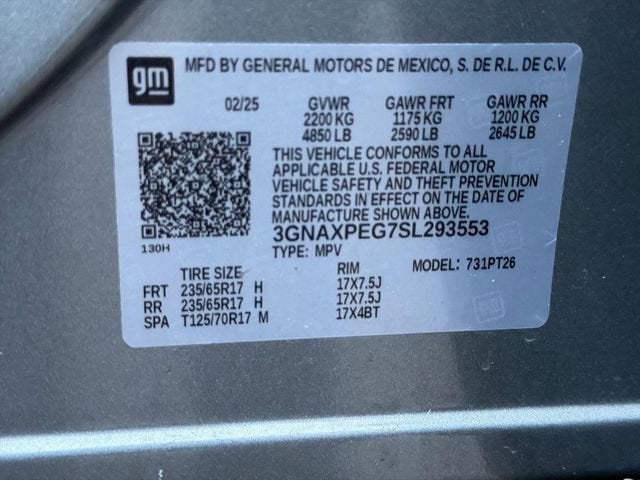 gm
MFD BY GENERAL MOTORS DE MEXICO, S. DE R.L. DE C.V.
02/25 GVWR GAWR FRT GAWR RR
2200 KG 1175 KG 1200 KG
4850 LB 2590 LB 2645 LB
THIS VEHICLE CONFORMS TO ALL
APPLICABLE U.S. FEDERAL MOTOR
VEHICLE SAFETY AND THEFT PREVENTION
STANDARDS IN EFFECT ON THE DATE OF
MANUFACTURE SHOWN ABOVE.
3GNAXPEG7SL293553
130H
TYPE: MPV MODEL: 731PT26
TIRE SIZE RIM
FRT 235/65R17 H 17X7.5J
RR 235/65R17 H 17X7.5J
SPA T125/70R17 M 17X4BT